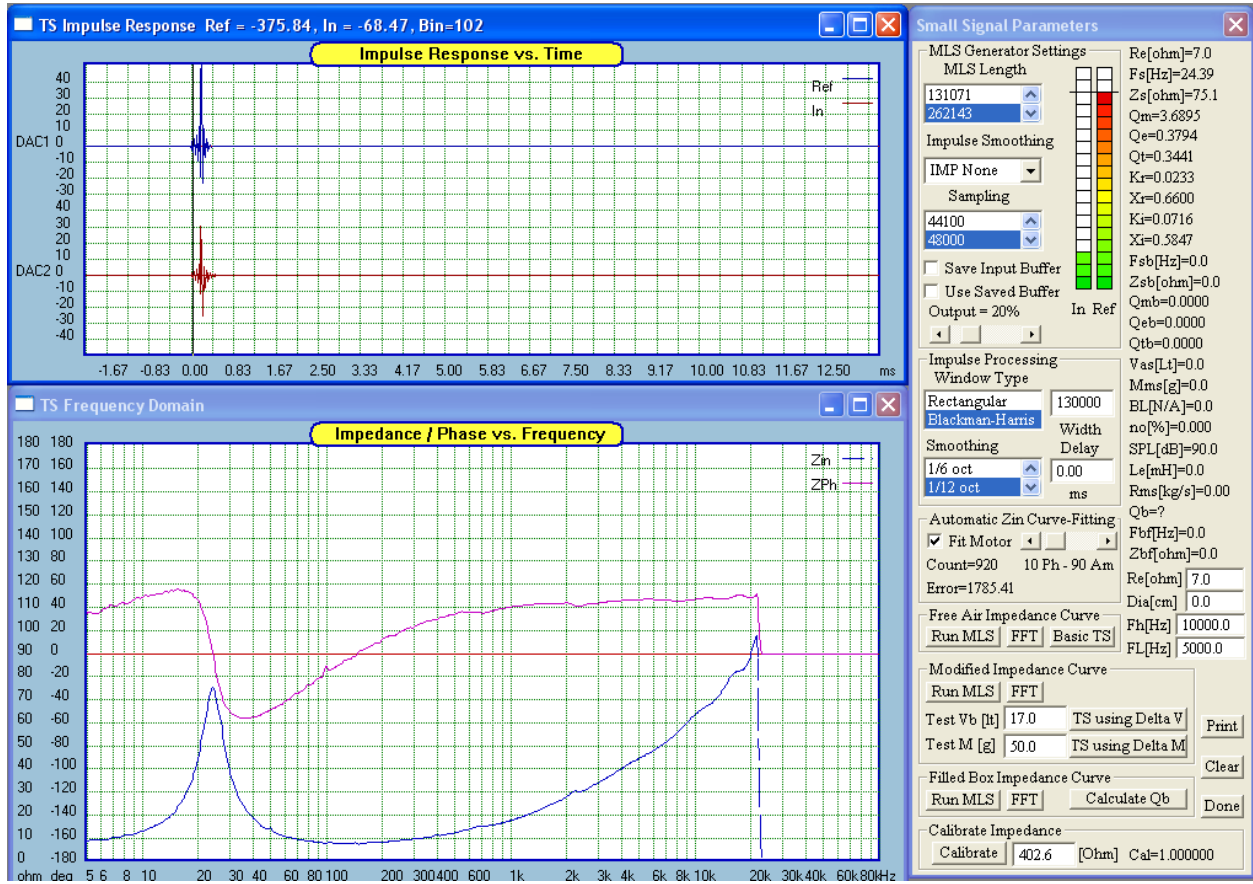 TS Impulse Response Ref = -375.84, In = -68.47, Bin=102
Impulse Response vs. Time
Ref
In
40
30
20
10
DAC1 0
-10
-20
-30
40
30
20
10
DAC2 0
-10
-20
-30
-40
-1.67 -0.83 0.00 0.83 1.67 2.50 3.33 4.17 5.00 5.83 6.67 7.50 8.33 9.17 10.00 10.83 11.67 12.50 ms
TS Frequency Domain
Impedance / Phase vs. Frequency
Zin
ZPh
180 180
170 160
160 140
150 120
140 100
130 80
120 60
110 40
100 20
90 0
80 -20
70 -40
60 -60
50 -80
40 -100
30 -120
20 -140
10 -160
0 -180
ohm deg 5 6 8 10 20 30 40 60 80 100 200 300 400 600 1k 2k 3k 4k 6k 8k 10k 20k 30k 40k 60k 80kHz
Small Signal Parameters
MLS Generator Settings
MLS Length
131071
262143
Impulse Smoothing
IMP None
Sampling
44100
48000
Save Input Buffer
Use Saved Buffer
Output = 20%
In Ref
Impulse Processing
Window Type
Rectangular
Blackman-Harris
130000
Width
Smoothing
Delay
1/6 oct
1/12 oct
0.00
ms
Automatic Zin Curve-Fitting
Fit Motor
Count=920 10 Ph - 90 Am
Error=1785.41
Free Air Impedance Curve
Run MLS FFT Basic TS
Modified Impedance Curve
Run MLS FFT
Test Vb [lt] 17.0 TS using Delta V
Test M [g] 50.0 TS using Delta M
Filled Box Impedance Curve
Run MLS FFT Calculate Qb
Calibrate Impedance
Calibrate 402.6 [Ohm] Cal=1.000000
Re[ohm]=7.0
Fs[Hz]=24.39
Zs[ohm]=75.1
Qm=3.6895
Qe=0.3794
Qt=0.3441
Kr=0.0233
Xr=0.6600
Ki=0.0716
Xi=0.5847
Fsb[Hz]=0.0
Zsb[ohm]=0.0
Qmb=0.0000
Qeb=0.0000
Qtb=0.0000
Vas[Lt]=0.0
Mms[g]=0.0
BL[N/A]=0.0
no[%]=0.000
SPL[dB]=90.0
Le[mH]=0.0
Rms[kg/s]=0.00
Qb=?
Fbf[Hz]=0.0
Zbf[ohm]=0.0
Re[ohm] 7.0
Dia[cm] 0.0
Fh[Hz] 10000.0
FL[Hz] 5000.0
Print
Clear
Done